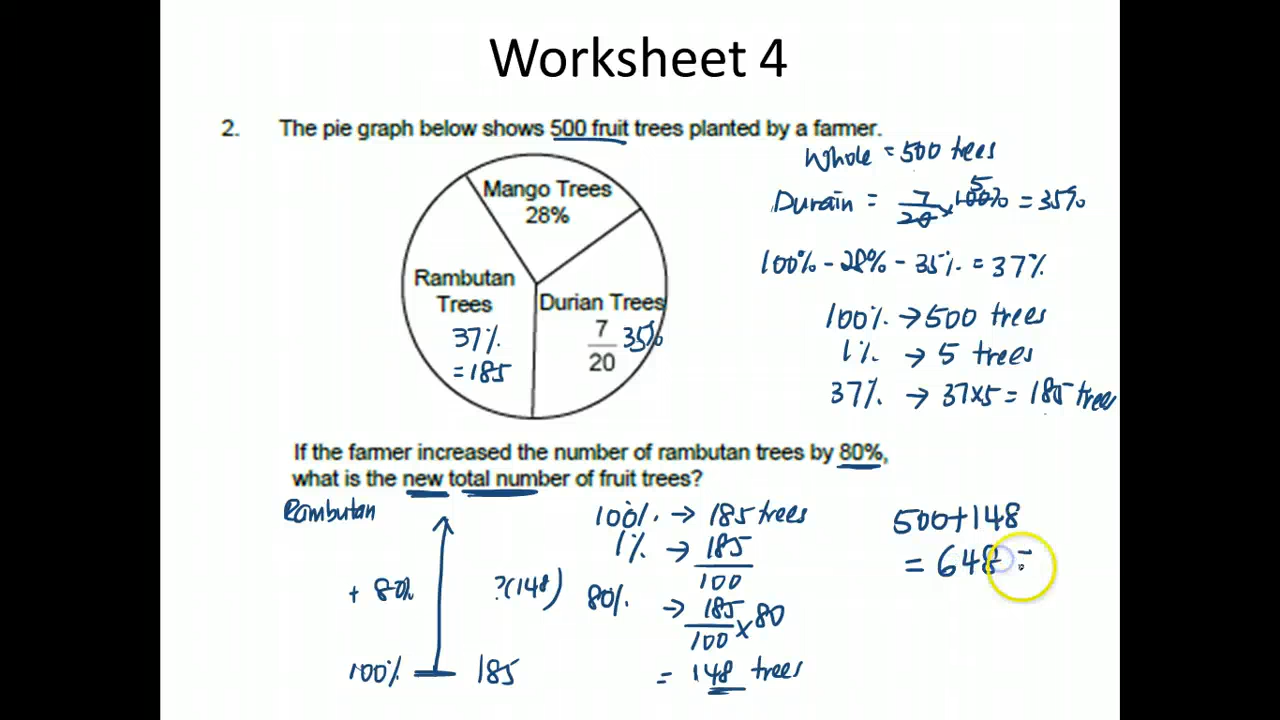 Worksheet 4
2. The pie graph below shows 500 fruit trees planted by a farmer.
Whole = 500 trees
Mango Trees
28%
Durain = 7/20 × 100% = 35%
5
100% - 28% - 35% = 37%
Rambutan
Trees
37%
= 185
Durian Trees
7
20
35%
100% → 500 trees
1% → 5 trees
37% → 37×5 = 185 trees
If the farmer increased the number of rambutan trees by 80%,
what is the new total number of fruit trees?
Rambutan
+ 80%
?(148)
100%
185
100% → 185 trees
1% → 185/100
80% → 185/100 × 80
= 148 trees
500+148
= 648